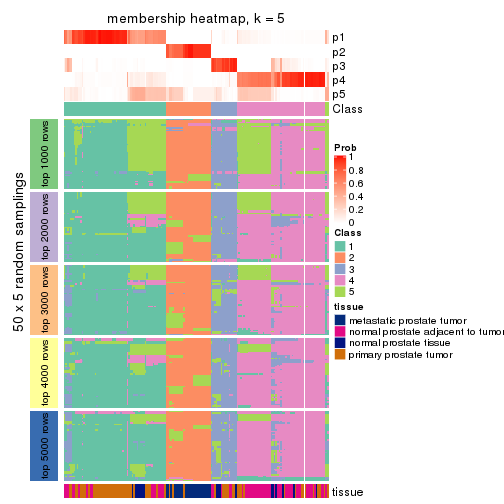 membership heatmap, k = 5
p1
p2
p3
p4
p5
Class
50 x 5 random samplings
top 1000 rows
top 2000 rows
top 3000 rows
top 4000 rows
top 5000 rows
Prob
1
0.8
0.6
0.4
0.2
0
Class
1
2
3
4
5
tissue
metastatic prostate tumor
normal prostate adjacent to tumor
normal prostate tissue
primary prostate tumor
tissue